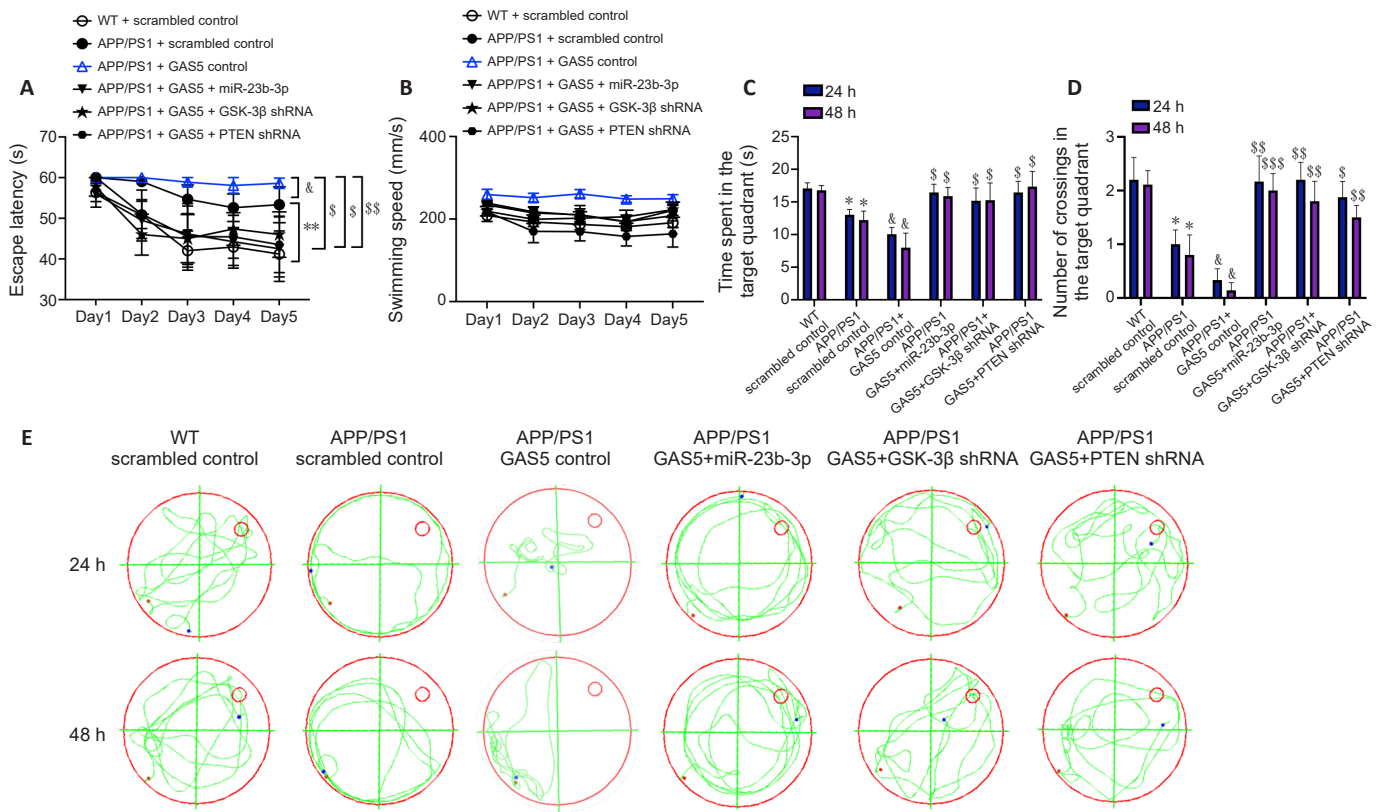 WT + scrambled control
APP/PS1 + scrambled control
APP/PS1 + GAS5 control
APP/PS1 + GAS5 + miR-23b-3p
APP/PS1 + GAS5 + GSK-3β shRNA
APP/PS1 + GAS5 + PTEN shRNA
A
Escape latency (s)
70
60
50
40
30
Day1 Day2 Day3 Day4 Day5
&
**
$
$
$$
WT + scrambled control
APP/PS1 + scrambled control
APP/PS1 + GAS5 control
APP/PS1 + GAS5 + miR-23b-3p
APP/PS1 + GAS5 + GSK-3β shRNA
APP/PS1 + GAS5 + PTEN shRNA
B
Swimming speed (mm/s)
400
200
0
Day1 Day2 Day3 Day4 Day5
C
24 h
48 h
Time spent in the
target quadrant (s)
25
20
15
10
5
0
* * & & $ $ $ $ $ $
WT
scrambled control
APP/PS1
scrambled control
APP/PS1+
GAS5 control
APP/PS1
GAS5+miR-23b-3p
APP/PS1+
GAS5+GSK-3β shRNA
APP/PS1
GAS5+PTEN shRNA
D
24 h
48 h
Number of crossings in
the target quadrant
3
2
1
0
* * & & $$ $$$ $$ $$ $ $$
WT
scrambled control
APP/PS1
scrambled control
APP/PS1+
GAS5 control
APP/PS1
GAS5+miR-23b-3p
APP/PS1+
GAS5+GSK-3β shRNA
APP/PS1
GAS5+PTEN shRNA
E
WT
scrambled control
APP/PS1
scrambled control
APP/PS1
GAS5 control
APP/PS1
GAS5+miR-23b-3p
APP/PS1
GAS5+GSK-3β shRNA
APP/PS1
GAS5+PTEN shRNA
24 h
48 h